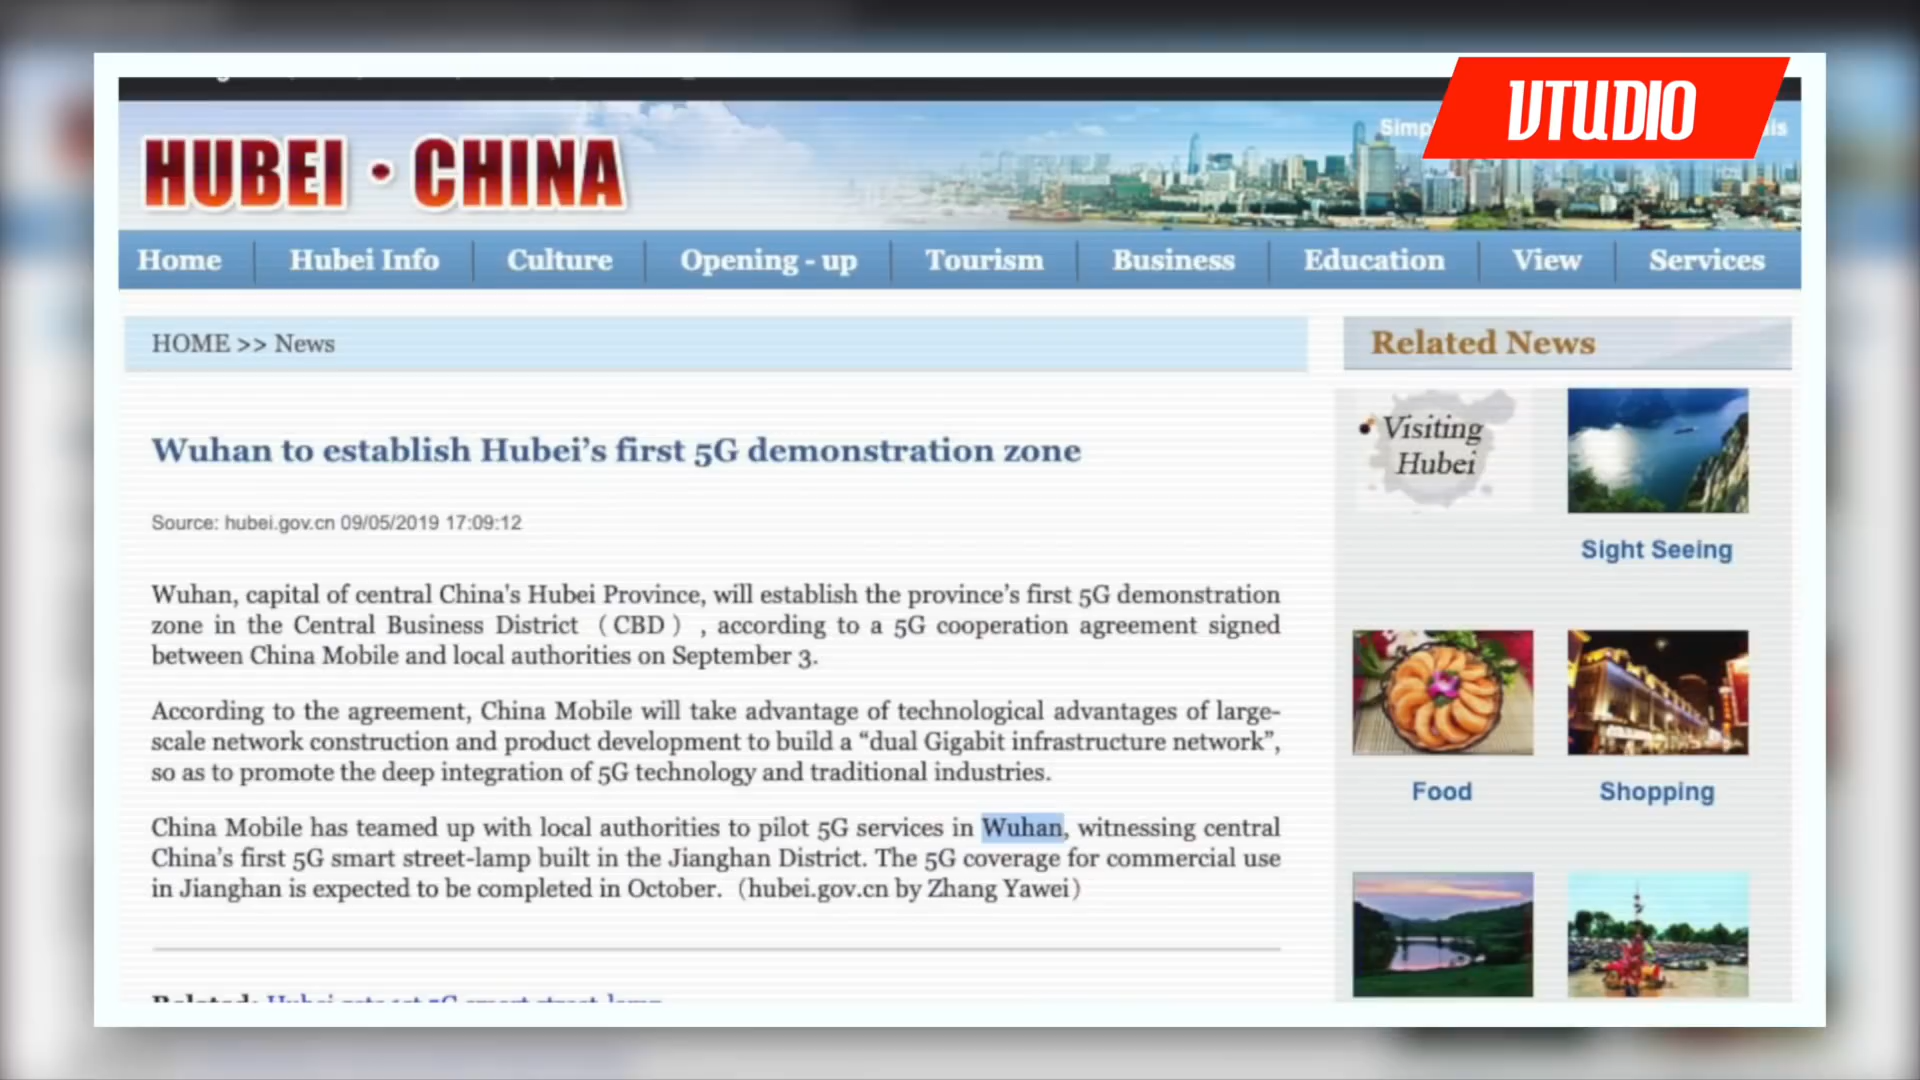 VTUDIO
HUBEI · CHINA
Home
Hubei Info
Culture
Opening - up
Tourism
Business
Education
View
Services
HOME >> News
Related News
Wuhan to establish Hubei's first 5G demonstration zone
Source: hubei.gov.cn 09/05/2019 17:09:12
Wuhan, capital of central China's Hubei Province, will establish the province's first 5G demonstration
zone in the Central Business District （CBD）, according to a 5G cooperation agreement signed
between China Mobile and local authorities on September 3.
According to the agreement, China Mobile will take advantage of technological advantages of large-
scale network construction and product development to build a “dual Gigabit infrastructure network”,
so as to promote the deep integration of 5G technology and traditional industries.
China Mobile has teamed up with local authorities to pilot 5G services in Wuhan, witnessing central
China's first 5G smart street-lamp built in the Jianghan District. The 5G coverage for commercial use
in Jianghan is expected to be completed in October.（hubei.gov.cn by Zhang Yawei）
Visiting
Hubei
Sight Seeing
Food
Shopping